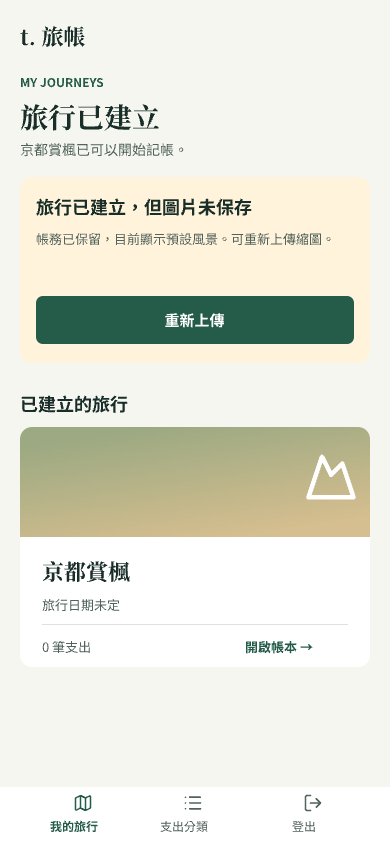 t. 旅帳
MY JOURNEYS
旅行已建立
京都賞楓已可以開始記帳。
旅行已建立，但圖片未保存
帳務已保留，目前顯示預設風景。可重新上傳縮圖。
重新上傳
已建立的旅行
京都賞楓
旅行日期未定
0 筆支出
開啟帳本 →
我的旅行
支出分類
登出